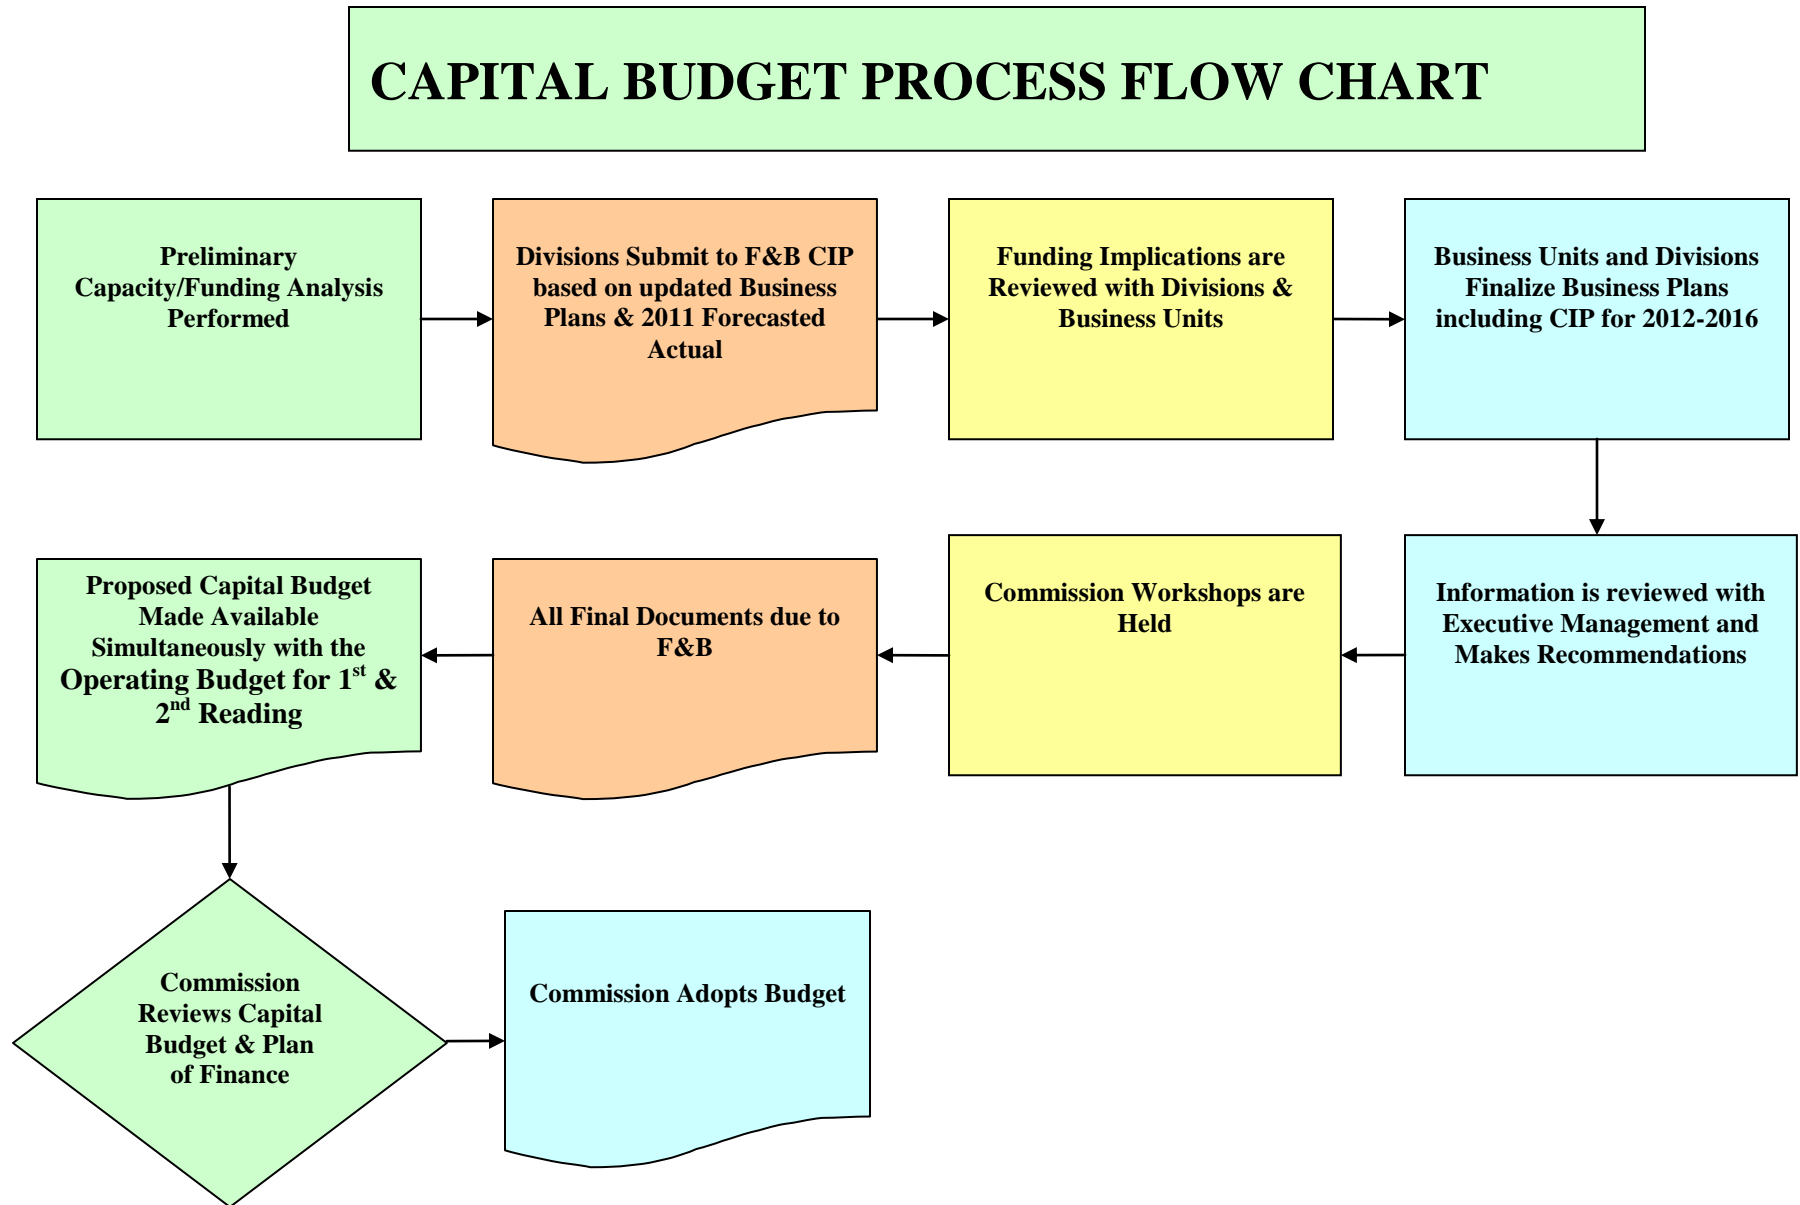 CAPITAL BUDGET PROCESS FLOW CHART
Preliminary
Capacity/Funding Analysis
Performed
Divisions Submit to F&B CIP
based on updated Business
Plans & 2011 Forecasted
Actual
Funding Implications are
Reviewed with Divisions &
Business Units
Business Units and Divisions
Finalize Business Plans
including CIP for 2012-2016
Information is reviewed with
Executive Management and
Makes Recommendations
Commission Workshops are
Held
All Final Documents due to
F&B
Proposed Capital Budget
Made Available
Simultaneously with the
Operating Budget for 1st &
2nd Reading
Commission
Reviews Capital
Budget & Plan
of Finance
Commission Adopts Budget